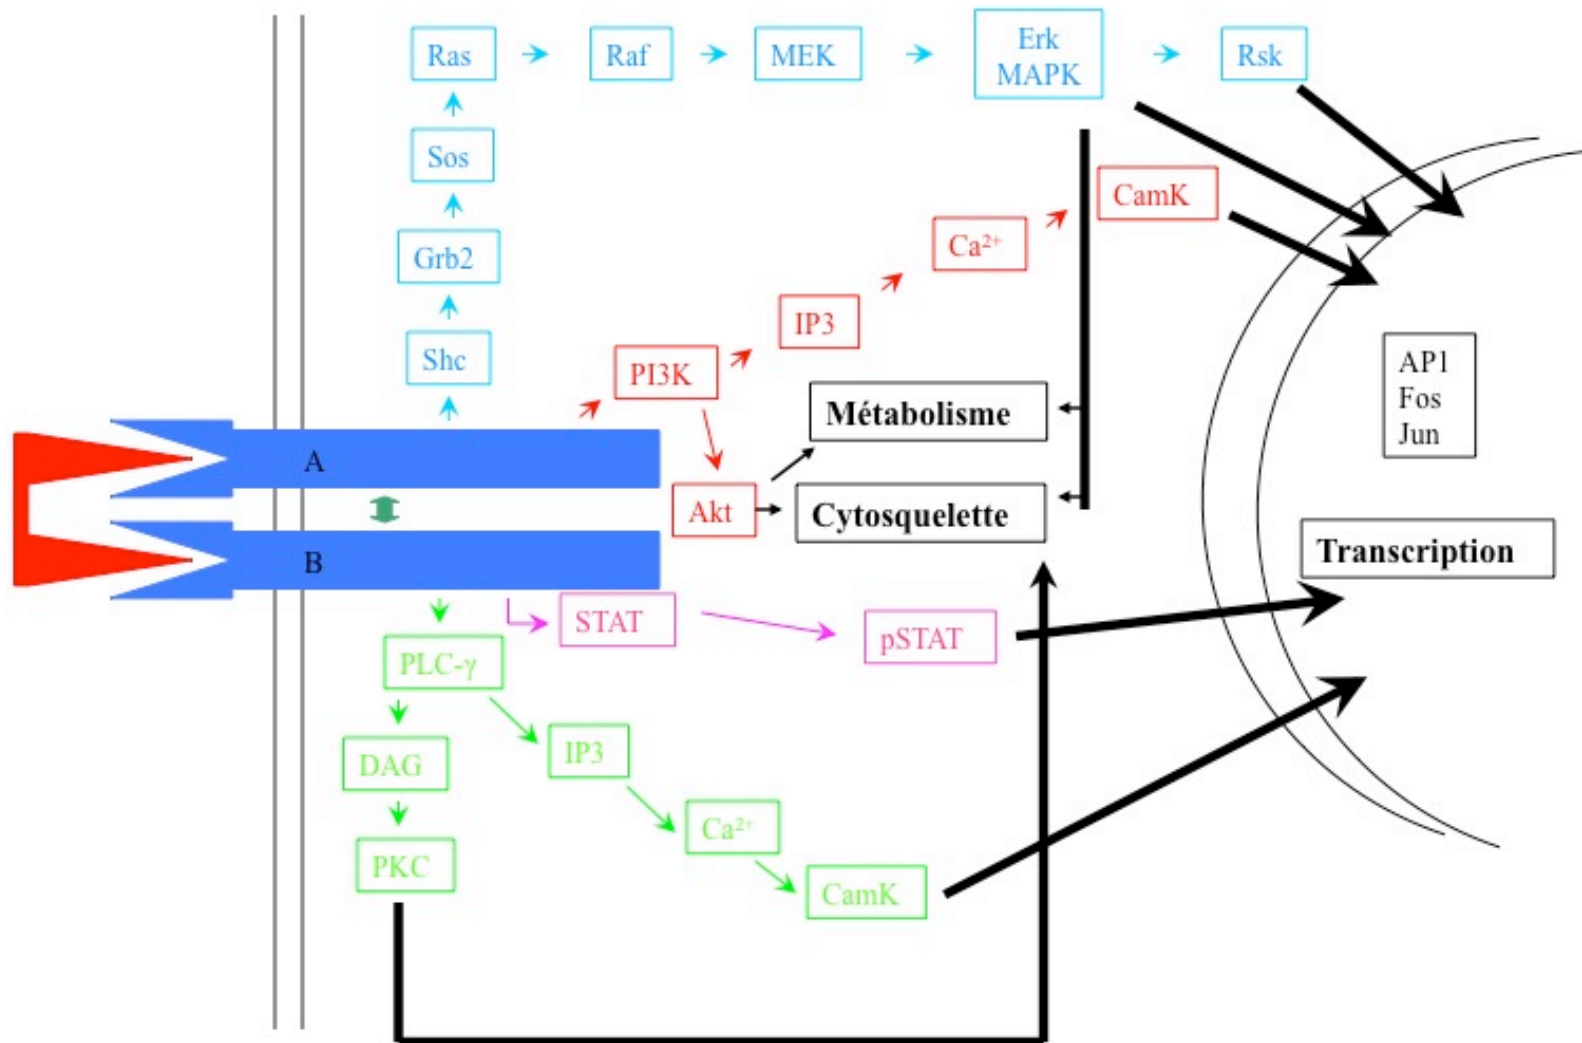 Ras
Raf
MEK
Erk
MAPK
Rsk
Sos
CamK
Grb2
Ca²⁺
IP3
Shc
PI3K
AP1
Fos
Jun
Métabolisme
A
Akt
Cytosquelette
B
Transcription
STAT
pSTAT
PLC-γ
IP3
DAG
Ca²⁺
PKC
CamK